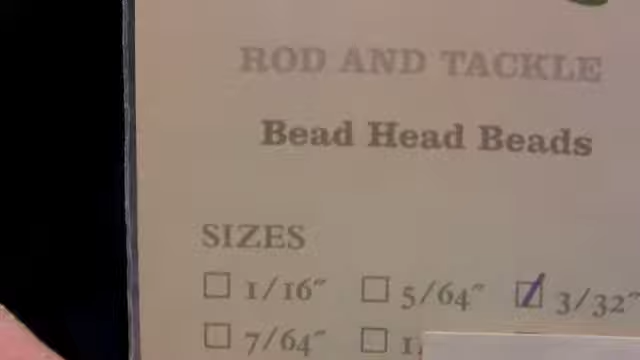 ROD AND TACKLE
Bead Head Beads
SIZES
1/16" 5/64" 3/32"
7/64"